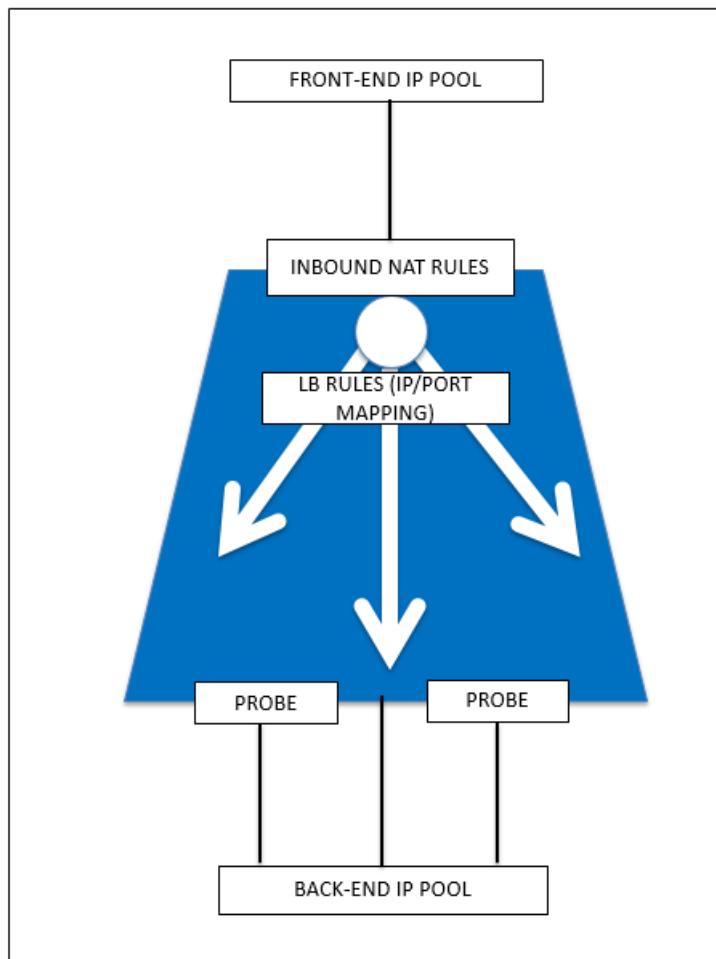 FRONT-END IP POOL
INBOUND NAT RULES
LB RULES (IP/PORT
MAPPING)
PROBE
PROBE
BACK-END IP POOL